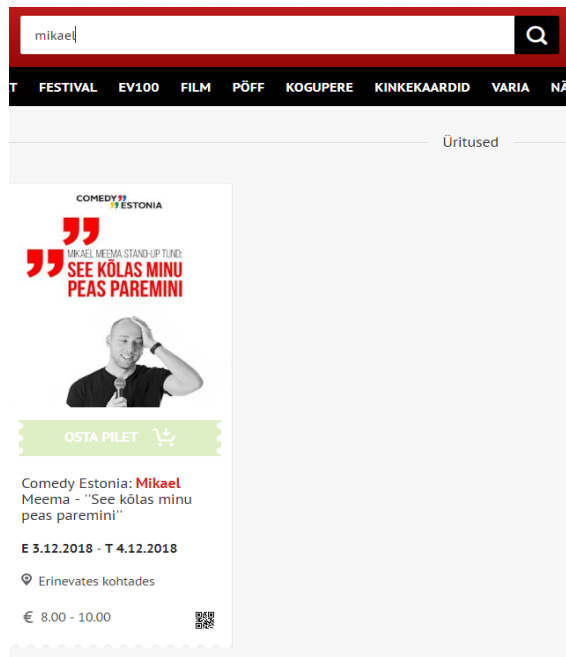 mikael
T FESTIVAL EV100 FILM PÖFF KOGUPERE KINKEKAARDID VARIA NÄ
Üritused
COMEDY
ESTONIA
MIKAEL MEEMA STAND-UP TUND:
SEE KÕLAS MINU
PEAS PAREMINI
OSTA PILET
Comedy Estonia: Mikael
Meema - ''See kõlas minu
peas paremini''
E 3.12.2018 - T 4.12.2018
Erinevates kohtades
€ 8.00 - 10.00